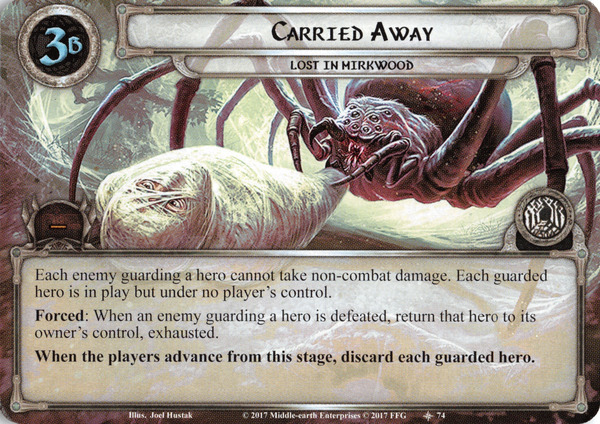 3B
Carried Away
LOST IN MIRKWOOD
–
Each enemy guarding a hero cannot take non-combat damage. Each guarded
hero is in play but under no player's control.
Forced: When an enemy guarding a hero is defeated, return that hero to its
owner's control, exhausted.
When the players advance from this stage, discard each guarded hero.
Illus. Joel Hustak
© 2017 Middle-earth Enterprises © 2017 FFG
74